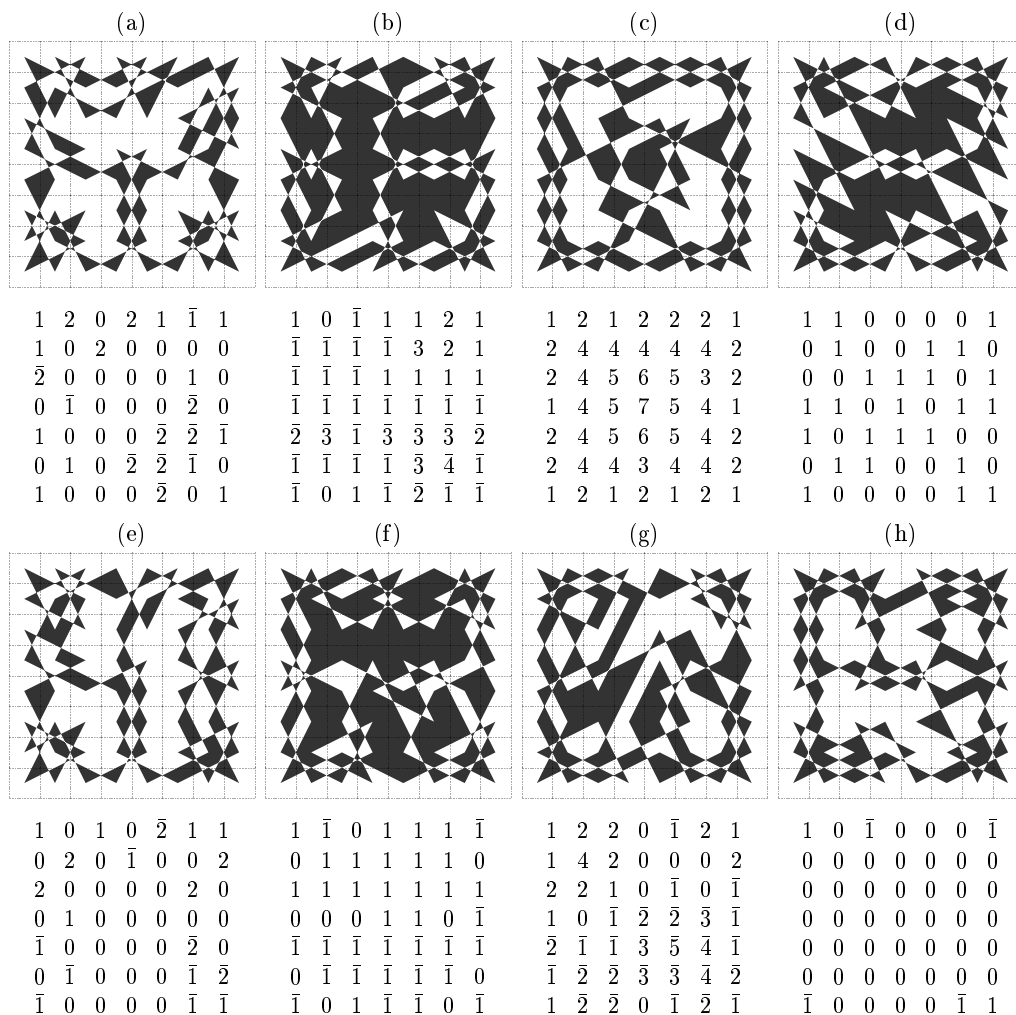 (a) (b) (c) (d)
1 2 0 2 1 1̄ 1 1 0 1̄ 1 1 2 1 1 2 1 2 2 2 1 1 1 0 0 0 0 1
1 0 2 0 0 0 0 1̄ 1̄ 1̄ 1̄ 3 2 1 2 4 4 4 4 4 2 0 1 0 0 1 1 0
2̄ 0 0 0 0 1 0 1̄ 1̄ 1̄ 1 1 1 1 2 4 5 6 5 3 2 0 0 1 1 1 0 1
0 1̄ 0 0 0 2̄ 0 1̄ 1̄ 1̄ 1̄ 1̄ 1̄ 1̄ 1 4 5 7 5 4 1 1 1 0 1 0 1 1
1 0 0 0 2̄ 2̄ 1̄ 2̄ 3̄ 1̄ 3̄ 3̄ 3̄ 2̄ 2 4 5 6 5 4 2 1 0 1 1 1 0 0
0 1 0 2̄ 2̄ 1̄ 0 1̄ 1̄ 1̄ 1̄ 3̄ 4̄ 1̄ 2 4 4 3 4 4 2 0 1 1 0 0 1 0
1 0 0 0 2̄ 0 1 1̄ 0 1 1̄ 2̄ 1̄ 1̄ 1 2 1 2 1 2 1 1 0 0 0 0 1 1
(e) (f) (g) (h)
1 0 1 0 2̄ 1 1 1 1̄ 0 1 1 1 1̄ 1 2 2 0 1̄ 2 1 1 0 1̄ 0 0 0 1̄
0 2 0 1̄ 0 0 2 0 1 1 1 1 1 0 1 4 2 0 0 0 2 0 0 0 0 0 0 0
2 0 0 0 0 2 0 1 1 1 1 1 1 1 2 2 1 0 1̄ 0 1̄ 0 0 0 0 0 0 0
0 1 0 0 0 0 0 0 0 0 1 1 0 1̄ 1 0 1̄ 2̄ 2̄ 3̄ 1̄ 0 0 0 0 0 0 0
1̄ 0 0 0 0 2̄ 0 1̄ 1̄ 1̄ 1̄ 1̄ 1̄ 1̄ 2̄ 1̄ 1̄ 3̄ 5̄ 4̄ 1̄ 0 0 0 0 0 0 0
0 1̄ 0 0 0 1̄ 2̄ 0 1̄ 1̄ 1̄ 1̄ 1̄ 0 1̄ 2̄ 2̄ 3̄ 3̄ 4̄ 2̄ 0 0 0 0 0 0 0
1̄ 0 0 0 0 1̄ 1̄ 1̄ 0 1̄ 1̄ 1̄ 0 1̄ 1 2̄ 2̄ 0 1̄ 2̄ 1̄ 1̄ 0 0 0 0 1̄ 1